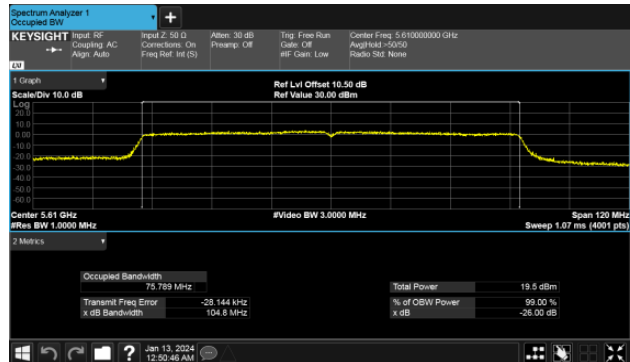 Spectrum Analyzer 1
Occupied BW
KEYSIGHT
Input: RF
Coupling: AC
Align: Auto
Input Z: 50 Ω
Corrections: On
Freq Ref: Int (S)
Atten: 30 dB
Preamp: Off
Trig: Free Run
Gate: Off
#IF Gain: Low
Center Freq: 5.610000000 GHz
Avg|Hold:>50/50
Radio Std: None
LXI
1 Graph
Scale/Div 10.0 dB
Ref Lvl Offset 10.50 dB
Ref Value 30.00 dBm
Log
20.0
10.0
0.00
-10.0
-20.0
-30.0
-40.0
-50.0
-60.0
Center 5.61 GHz
#Res BW 1.0000 MHz
#Video BW 3.0000 MHz
Span 120 MHz
Sweep 1.07 ms (4001 pts)
2 Metrics
Occupied Bandwidth
75.789 MHz
Transmit Freq Error -28.144 kHz
x dB Bandwidth 104.8 MHz
Total Power 19.5 dBm
% of OBW Power 99.00 %
x dB -26.00 dB
Jan 13, 2024
12:50:46 AM